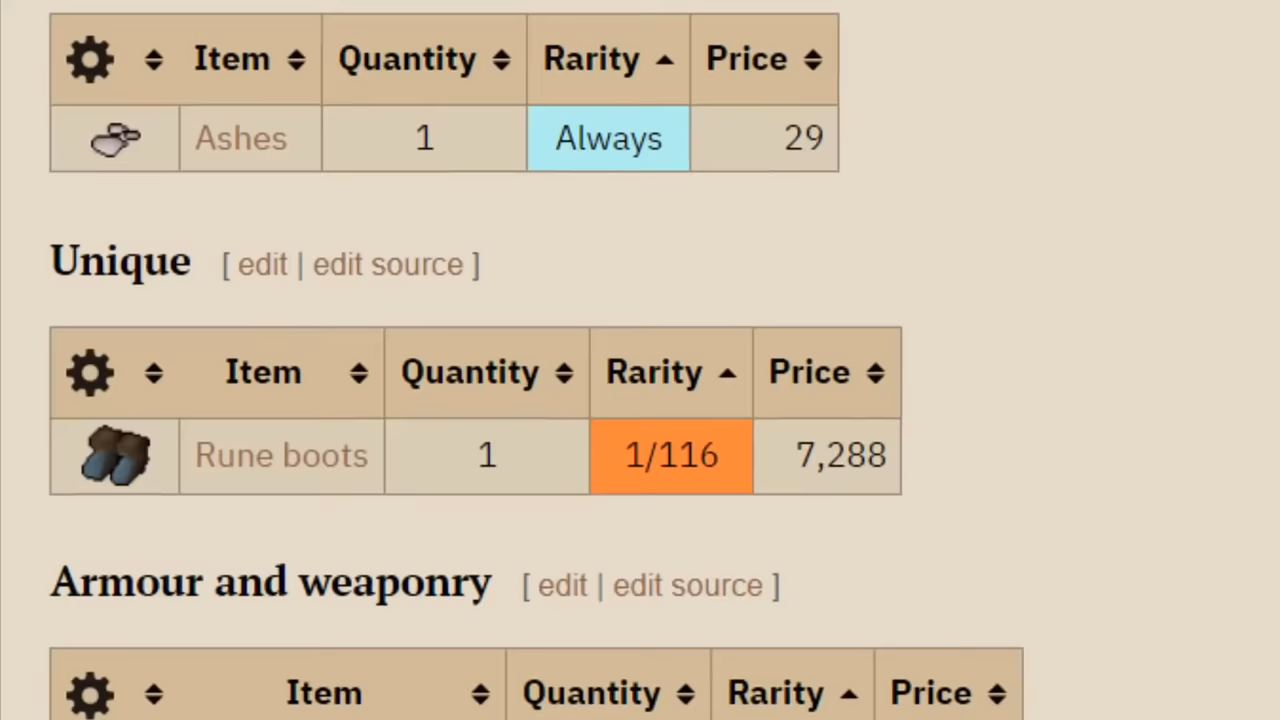 Item Quantity Rarity Price
Ashes 1 Always 29
Unique [ edit | edit source ]
Item Quantity Rarity Price
Rune boots 1 1/116 7,288
Armour and weaponry [ edit | edit source ]
Item Quantity Rarity Price